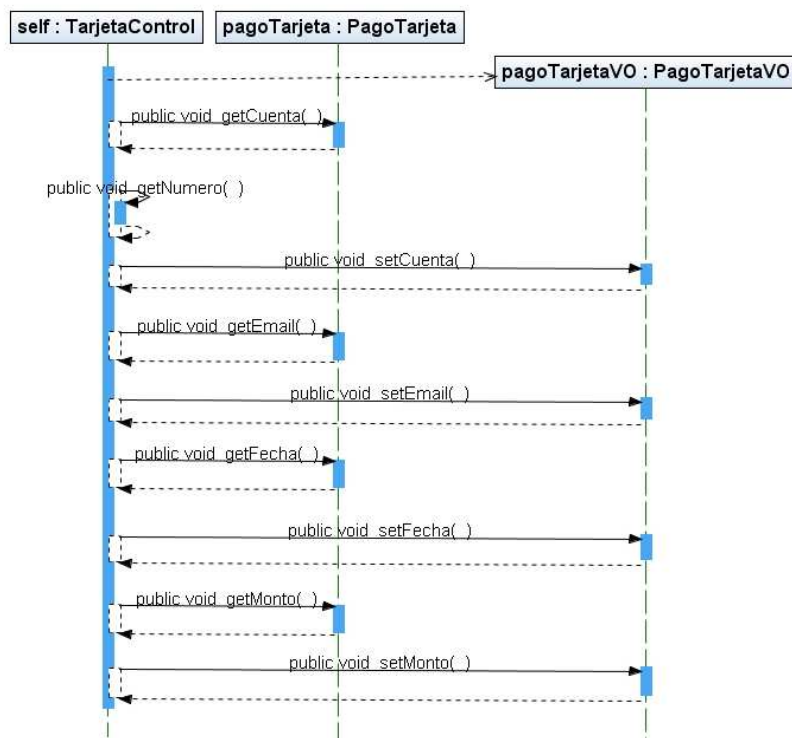 self : TarjetaControl
pagoTarjeta : PagoTarjeta
pagoTarjetaVO : PagoTarjetaVO
public void getCuenta( )
public void getNumero( )
public void setCuenta( )
public void getEmail( )
public void setEmail( )
public void getFecha( )
public void setFecha( )
public void getMonto( )
public void setMonto( )